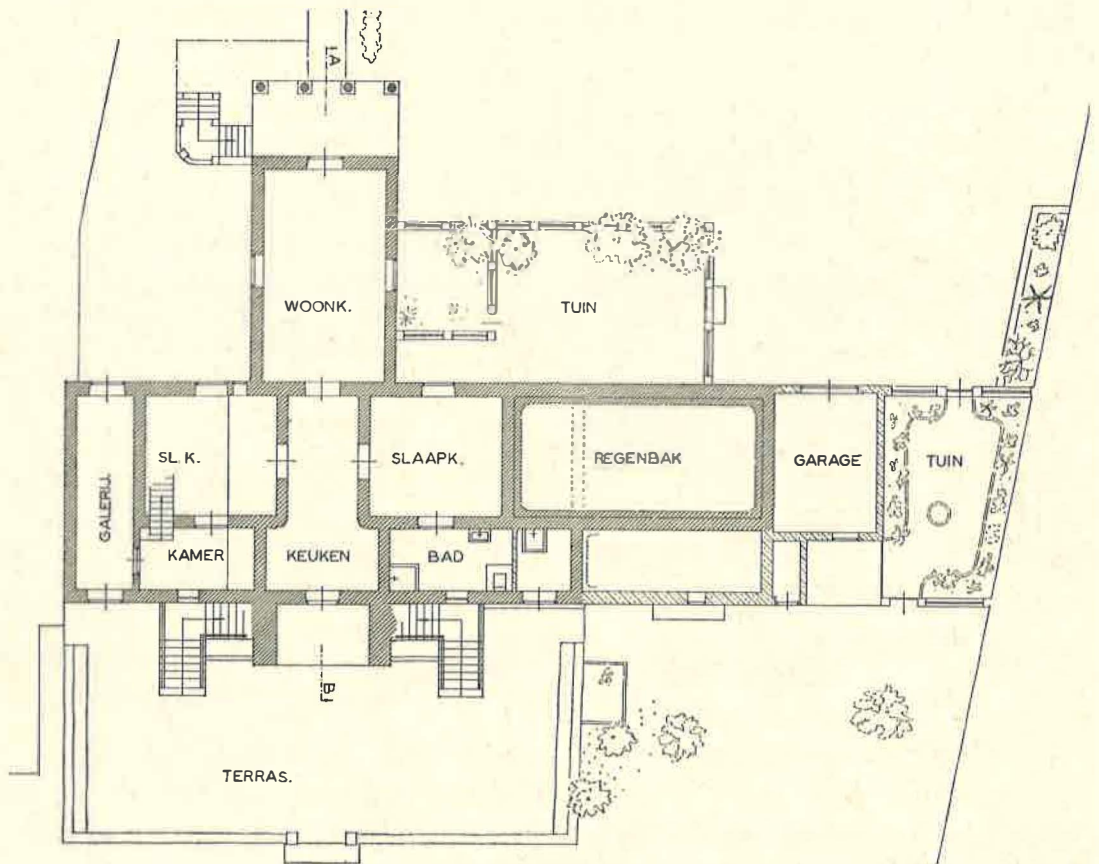 I.A
WOONK.
TUIN
SL.K.
SLAAPK.
REGENBAK
GARAGE
TUIN
GALERIJ.
KAMER
KEUKEN
BAD
B.I
TERRAS.